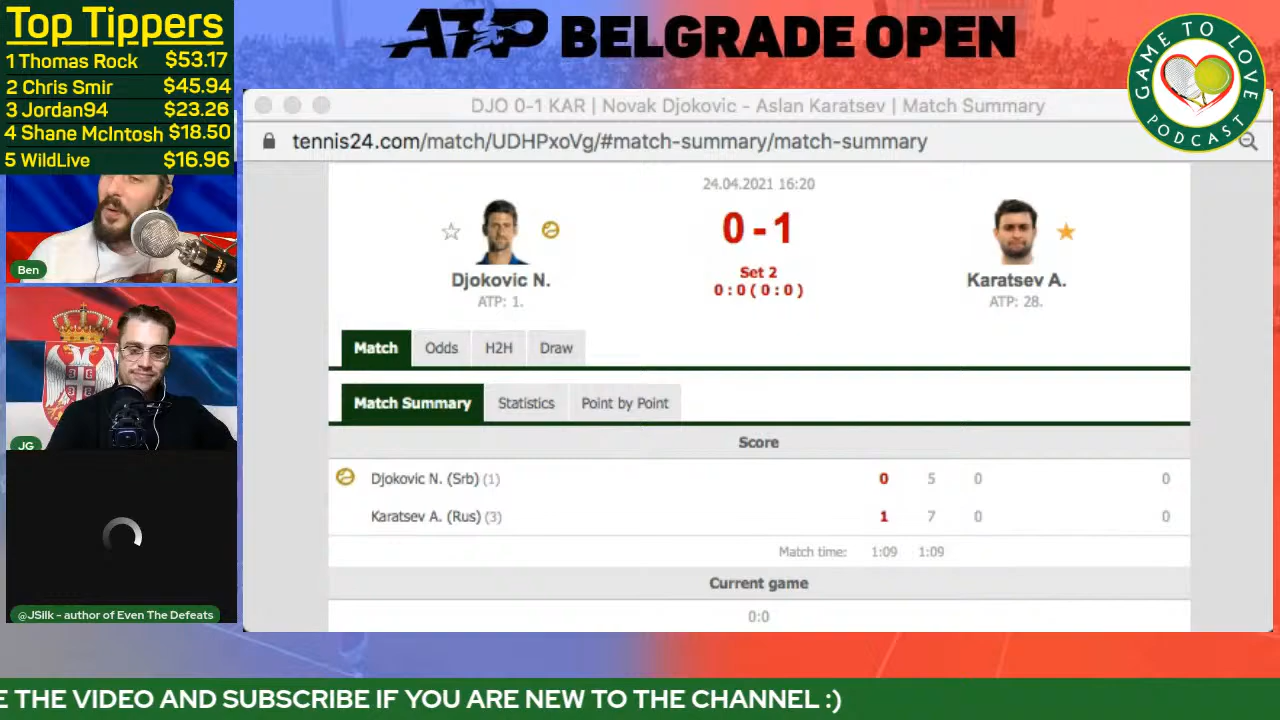 Top Tippers
1 Thomas Rock $53.17
2 Chris Smir $45.94
3 Jordan94 $23.26
4 Shane McIntosh $18.50
5 WildLive $16.96
ATP BELGRADE OPEN
GAME TO LOVE
PODCAST
DJO 0-1 KAR | Novak Djokovic - Aslan Karatsev | Match Summary
tennis24.com/match/UDHPxoVg/#match-summary/match-summary
24.04.2021 16:20
0 - 1
Set 2
0 : 0 ( 0 : 0 )
Djokovic N.
ATP: 1.
Karatsev A.
ATP: 28.
Match Odds H2H Draw
Match Summary Statistics Point by Point
Score
Djokovic N. (Srb) (1) 0 5 0 0
Karatsev A. (Rus) (3) 1 7 0 0
Match time: 1:09 1:09
Current game
0:0
Ben
JG
@JSilk - author of Even The Defeats
E THE VIDEO AND SUBSCRIBE IF YOU ARE NEW TO THE CHANNEL :)